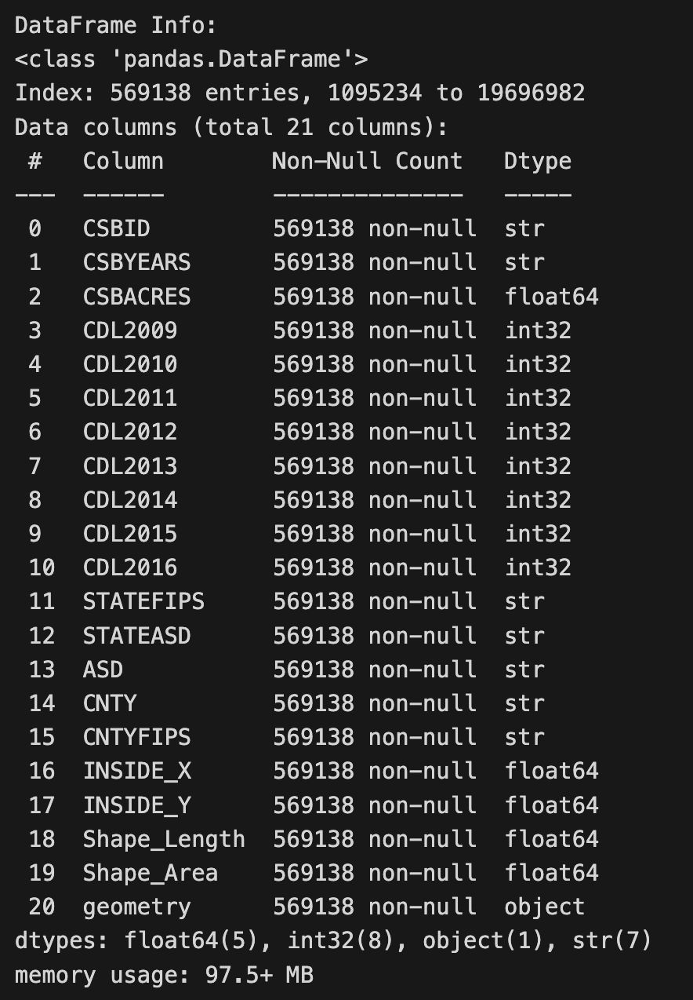 DataFrame Info:
<class 'pandas.DataFrame'>
Index: 569138 entries, 1095234 to 19696982
Data columns (total 21 columns):
 #   Column        Non-Null Count   Dtype
---  ------        --------------   -----
 0   CSBID         569138 non-null  str
 1   CSBYEARS      569138 non-null  str
 2   CSBACRES      569138 non-null  float64
 3   CDL2009       569138 non-null  int32
 4   CDL2010       569138 non-null  int32
 5   CDL2011       569138 non-null  int32
 6   CDL2012       569138 non-null  int32
 7   CDL2013       569138 non-null  int32
 8   CDL2014       569138 non-null  int32
 9   CDL2015       569138 non-null  int32
 10  CDL2016       569138 non-null  int32
 11  STATEFIPS     569138 non-null  str
 12  STATEASD      569138 non-null  str
 13  ASD           569138 non-null  str
 14  CNTY          569138 non-null  str
 15  CNTYFIPS      569138 non-null  str
 16  INSIDE_X      569138 non-null  float64
 17  INSIDE_Y      569138 non-null  float64
 18  Shape_Length  569138 non-null  float64
 19  Shape_Area    569138 non-null  float64
 20  geometry      569138 non-null  object
dtypes: float64(5), int32(8), object(1), str(7)
memory usage: 97.5+ MB